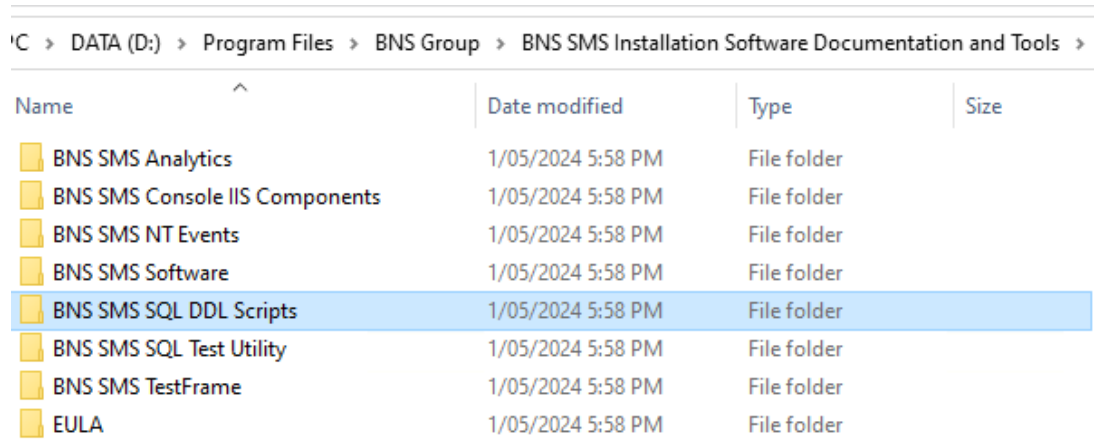 PC > DATA (D:) > Program Files > BNS Group > BNS SMS Installation Software Documentation and Tools >
Name Date modified Type Size
BNS SMS Analytics 1/05/2024 5:58 PM File folder
BNS SMS Console IIS Components 1/05/2024 5:58 PM File folder
BNS SMS NT Events 1/05/2024 5:58 PM File folder
BNS SMS Software 1/05/2024 5:58 PM File folder
BNS SMS SQL DDL Scripts 1/05/2024 5:58 PM File folder
BNS SMS SQL Test Utility 1/05/2024 5:58 PM File folder
BNS SMS TestFrame 1/05/2024 5:58 PM File folder
EULA 1/05/2024 5:58 PM File folder